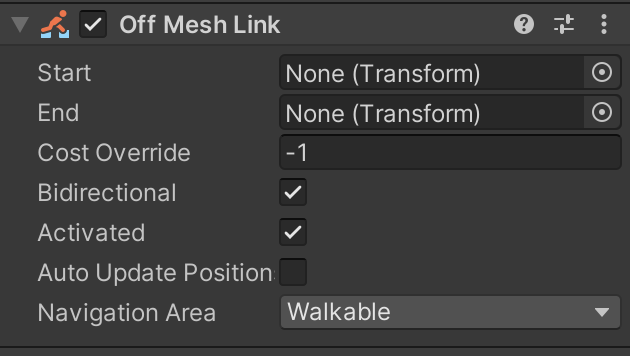 Off Mesh Link
Start None (Transform)
End None (Transform)
Cost Override -1
Bidirectional
Activated
Auto Update Position
Navigation Area Walkable